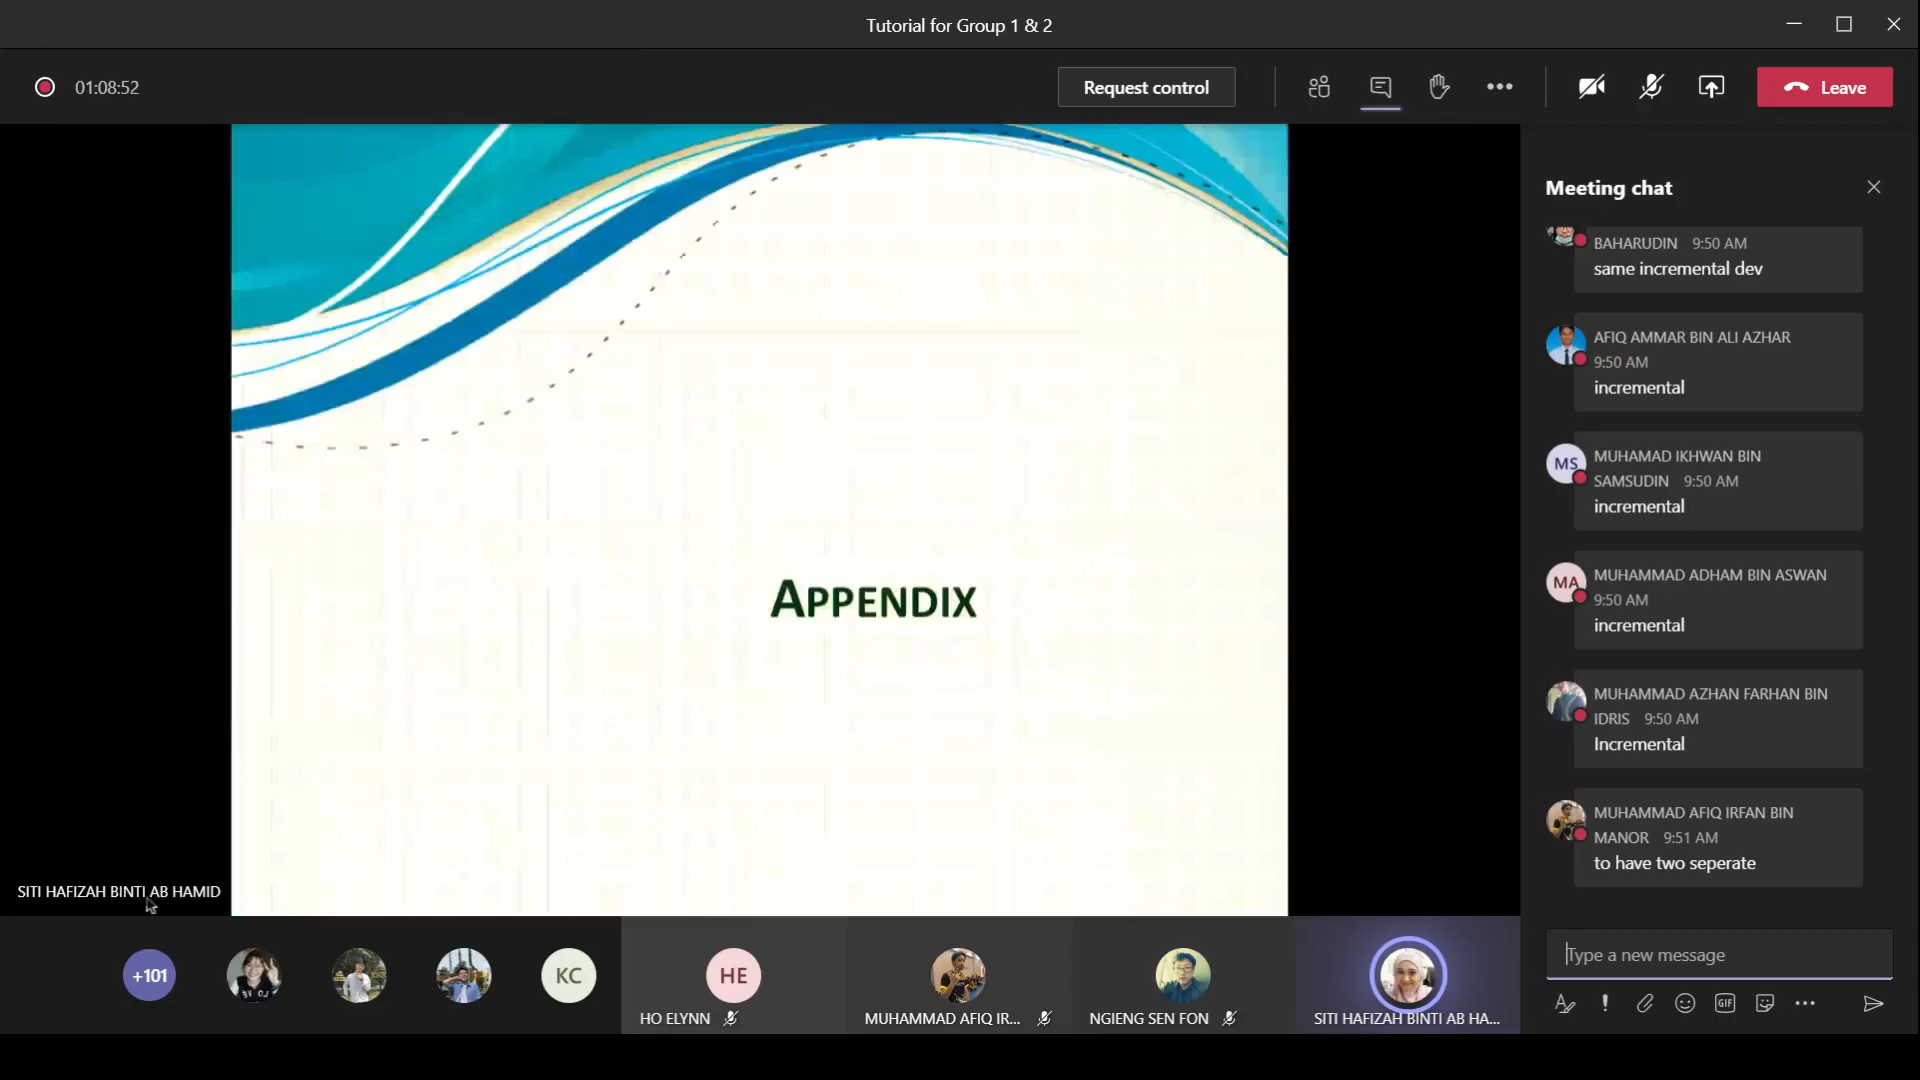 Tutorial for Group 1 & 2
01:08:52
Request control
Leave
Meeting chat
BAHARUDIN 9:50 AM
same incremental dev
AFIQ AMMAR BIN ALI AZHAR
9:50 AM
incremental
MS
MUHAMAD IKHWAN BIN
SAMSUDIN 9:50 AM
incremental
MA
MUHAMMAD ADHAM BIN ASWAN
9:50 AM
incremental
MUHAMMAD AZHAN FARHAN BIN
IDRIS 9:50 AM
Incremental
MUHAMMAD AFIQ IRFAN BIN
MANOR 9:51 AM
to have two seperate
Type a new message
GIF
APPENDIX
SITI HAFIZAH BINTI AB HAMID
+101
KC
HE
HO ELYNN
MUHAMMAD AFIQ IR...
NGIENG SEN FON
SITI HAFIZAH BINTI AB HA...